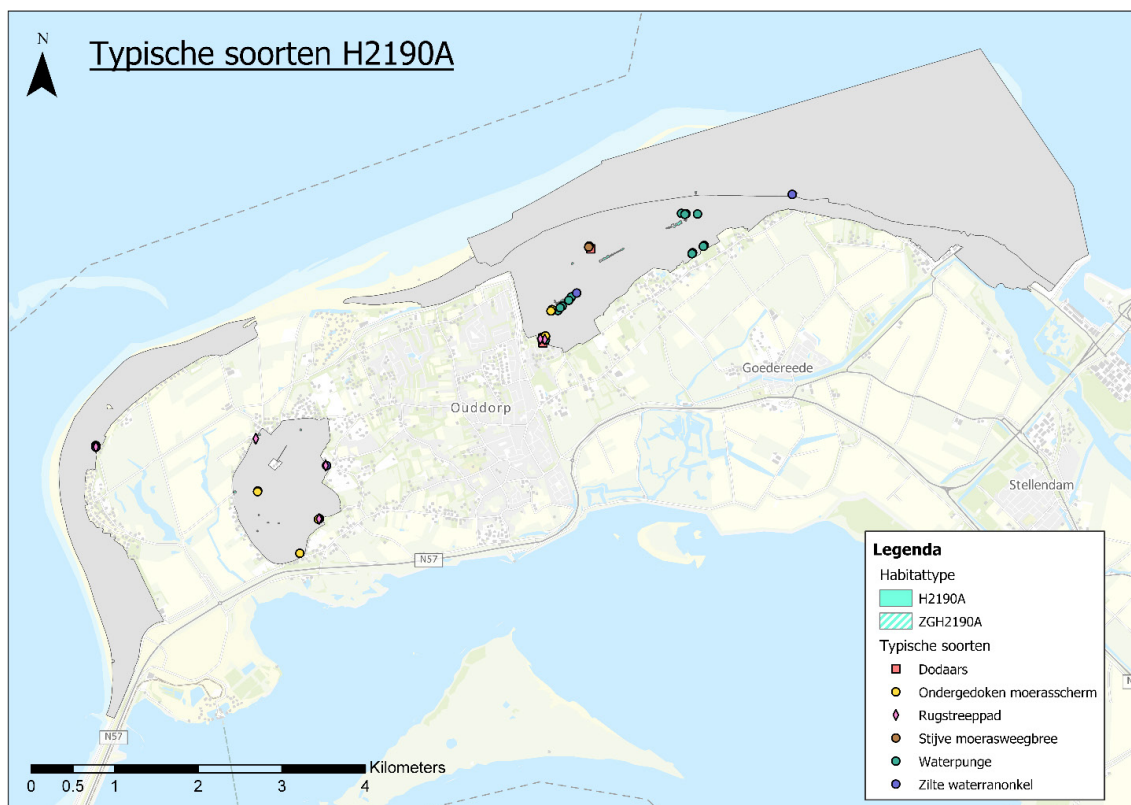 N
Typische soorten H2190A
Goedereede
Ouddorp
Stellendam
N57
N57
Legenda
Habitattype
H2190A
ZGH2190A
Typische soorten
Dodaars
Ondergedoken moerasscherm
Rugstreeppad
Stijve moerasweegbree
Waterpunge
Zilte waterranonkel
Kilometers
0 0.5 1 2 3 4